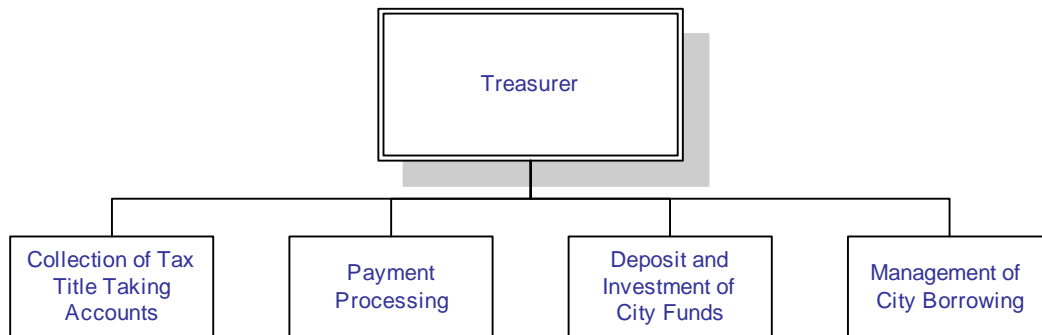 Treasurer
Collection of Tax
Title Taking
Accounts
Payment
Processing
Deposit and
Investment of
City Funds
Management of
City Borrowing